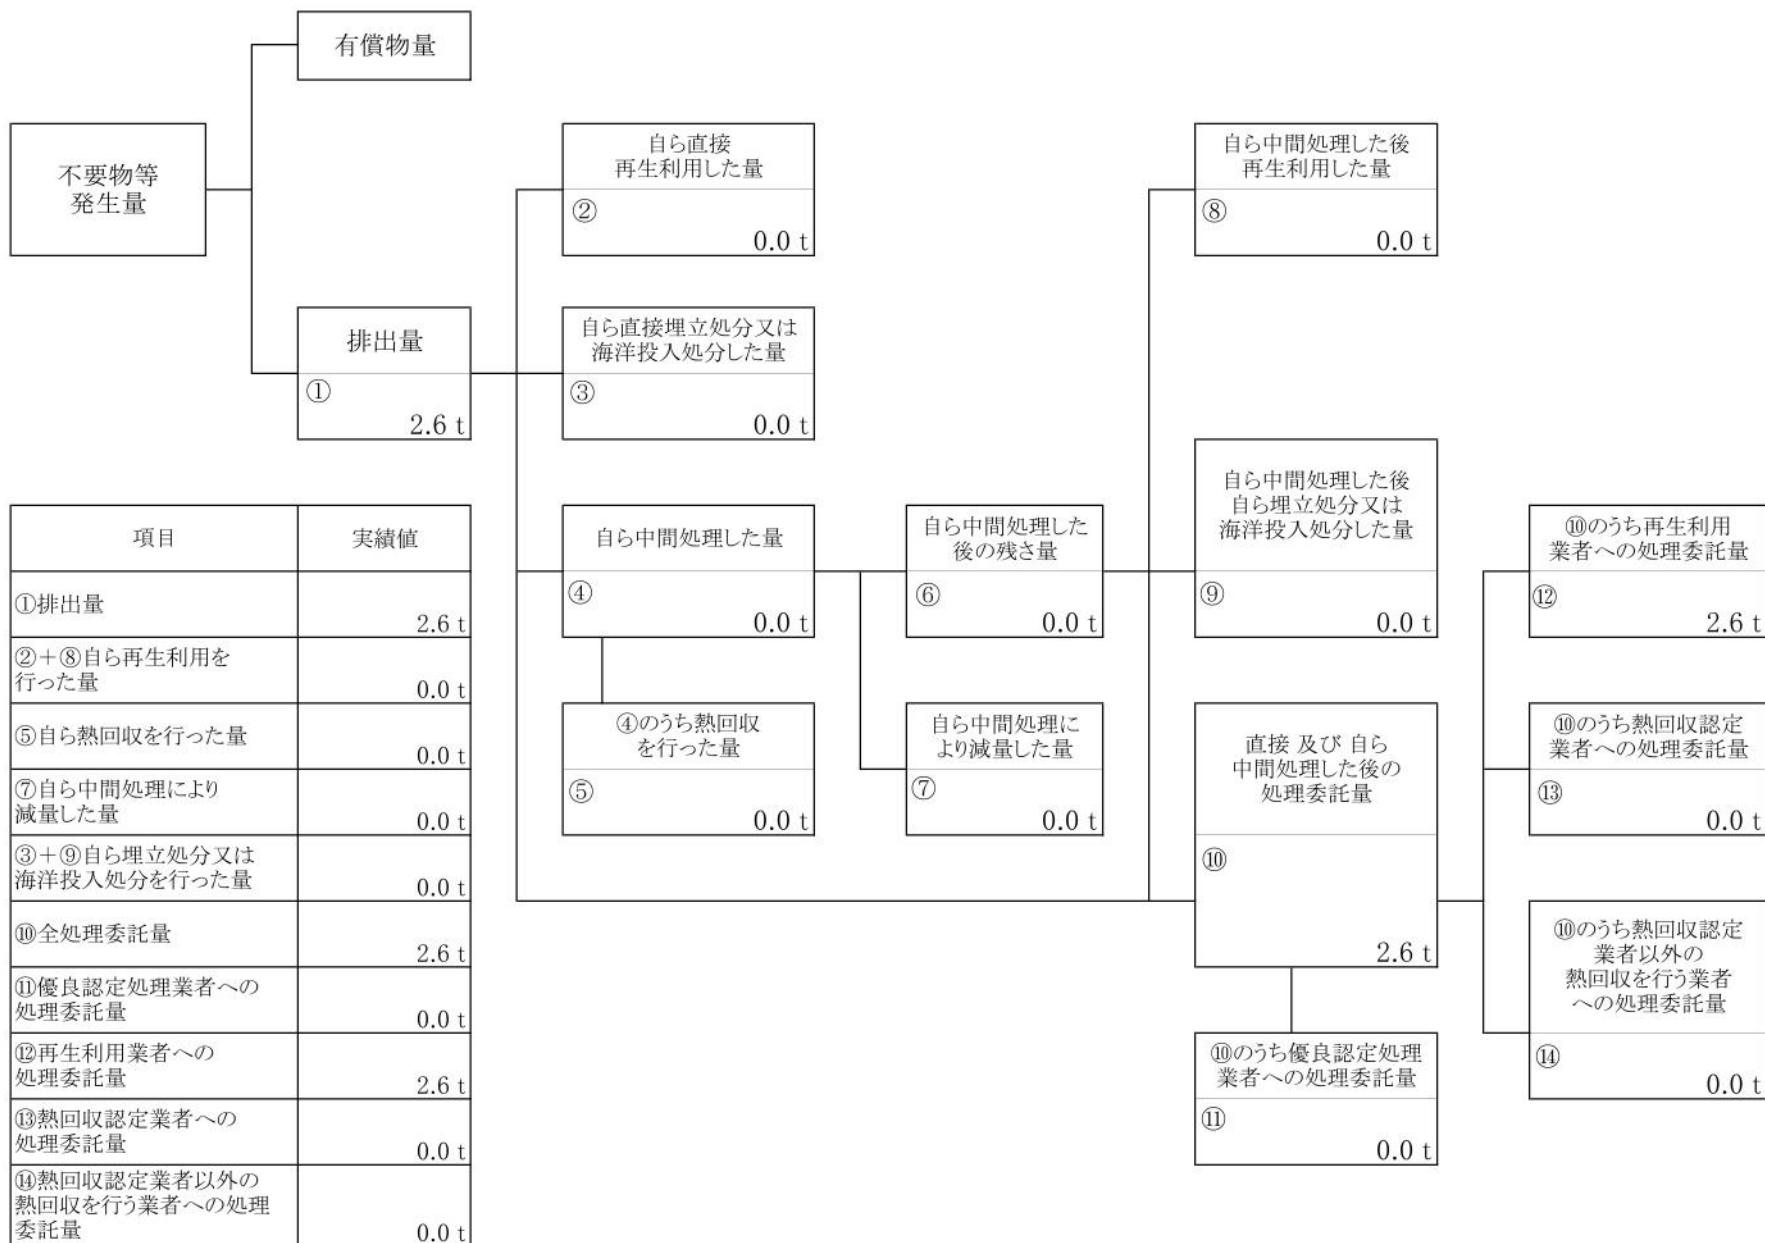 有償物量
不要物等
発生量
自ら直接
再生利用した量
②
0.0 t
自ら中間処理した後
再生利用した量
⑧
0.0 t
排出量
①
2.6 t
自ら直接埋立処分又は
海洋投入処分した量
③
0.0 t
自ら中間処理した量
④
0.0 t
自ら中間処理した
後の残さ量
⑥
0.0 t
自ら中間処理した後
自ら埋立処分又は
海洋投入処分した量
⑨
0.0 t
⑩のうち再生利用
業者への処理委託量
⑫
2.6 t
④のうち熱回収
を行った量
⑤
0.0 t
自ら中間処理に
より減量した量
⑦
0.0 t
直接 及び 自ら
中間処理した後の
処理委託量
⑩
2.6 t
⑩のうち熱回収認定
業者への処理委託量
⑬
0.0 t
⑩のうち熱回収認定
業者以外の
熱回収を行う業者
への処理委託量
⑭
0.0 t
⑩のうち優良認定処理
業者への処理委託量
⑪
0.0 t
項目 実績値
①排出量
2.6 t
②＋⑧自ら再生利用を
行った量
0.0 t
⑤自ら熱回収を行った量
0.0 t
⑦自ら中間処理により
減量した量
0.0 t
③＋⑨自ら埋立処分又は
海洋投入処分を行った量
0.0 t
⑩全処理委託量
2.6 t
⑪優良認定処理業者への
処理委託量
0.0 t
⑫再生利用業者への
処理委託量
2.6 t
⑬熱回収認定業者への
処理委託量
0.0 t
⑭熱回収認定業者以外の
熱回収を行う業者への処理
委託量
0.0 t